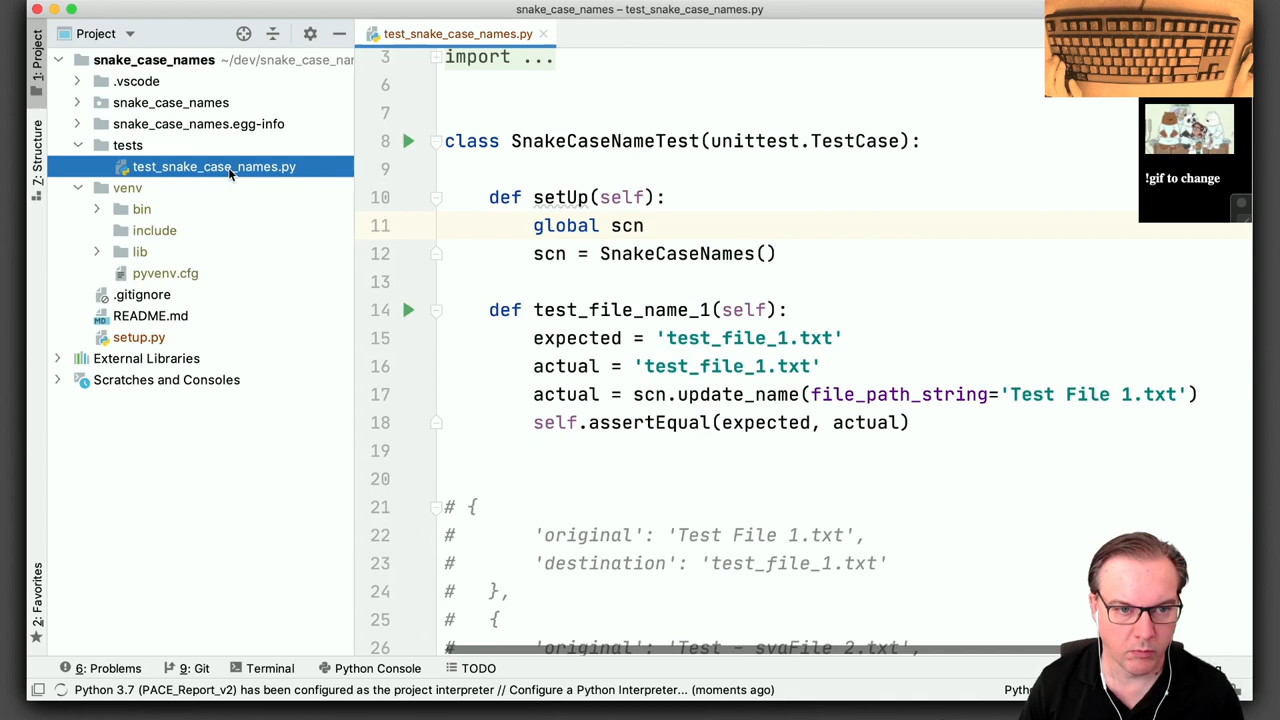 snake_case_names – test_snake_case_names.py
Project
test_snake_case_names.py
snake_case_names ~/dev/snake_case_nar
.vscode
snake_case_names
snake_case_names.egg-info
tests
test_snake_case_names.py
venv
bin
include
lib
pyvenv.cfg
.gitignore
README.md
setup.py
External Libraries
Scratches and Consoles
1: Project
Z: Structure
2: Favorites
3 import ...
6
7
8 class SnakeCaseNameTest(unittest.TestCase):
9
10 def setUp(self):
11 global scn
12 scn = SnakeCaseNames()
13
14 def test_file_name_1(self):
15 expected = 'test_file_1.txt'
16 actual = 'test_file_1.txt'
17 actual = scn.update_name(file_path_string='Test File 1.txt')
18 self.assertEqual(expected, actual)
19
20
21 # {
22 # 'original': 'Test File 1.txt',
23 # 'destination': 'test_file_1.txt'
24 # },
25 # {
26 # 'original': 'Test - svgFile 2.txt',
!gif to change
6: Problems
9: Git
Terminal
Python Console
TODO
Python 3.7 (PACE_Report_v2) has been configured as the project interpreter // Configure a Python Interpreter... (moments ago)